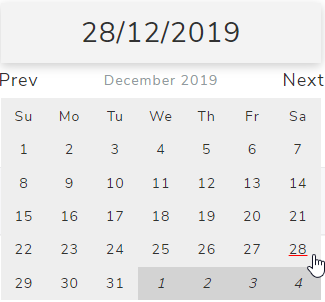 28/12/2019
Prev December 2019 Next
Su Mo Tu We Th Fr Sa
1 2 3 4 5 6 7
8 9 10 11 12 13 14
15 16 17 18 19 20 21
22 23 24 25 26 27 28
29 30 31 1 2 3 4